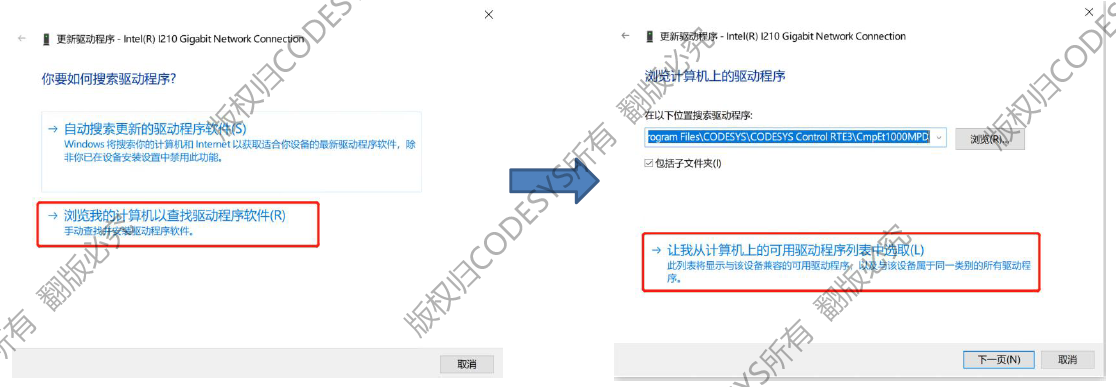 更新驱动程序 - Intel(R) I210 Gigabit Network Connection
你要如何搜索驱动程序?
自动搜索更新的驱动程序软件(S)
Windows 将搜索你的计算机和 Internet 以获取适合你设备的最新驱动程序软件，除
非你已在设备安装设置中禁用此功能。
浏览我的计算机以查找驱动程序软件(R)
手动查找并安装驱动程序软件。
取消
更新驱动程序 - Intel(R) I210 Gigabit Network Connection
浏览计算机上的驱动程序
在以下位置搜索驱动程序:
rogram Files\CODESYS\CODESYS Control RTE3\CmpEt1000MPD
浏览(R)...
包括子文件夹(I)
让我从计算机上的可用驱动程序列表中选取(L)
此列表将显示与该设备兼容的可用驱动程序，以及与该设备属于同一类别的所有驱动程
序。
下一页(N)
取消
版权归CODES
版权归CODESYS所有 翻版必究
版权归CODES
所有 翻版必究
SYS所有 翻版必究